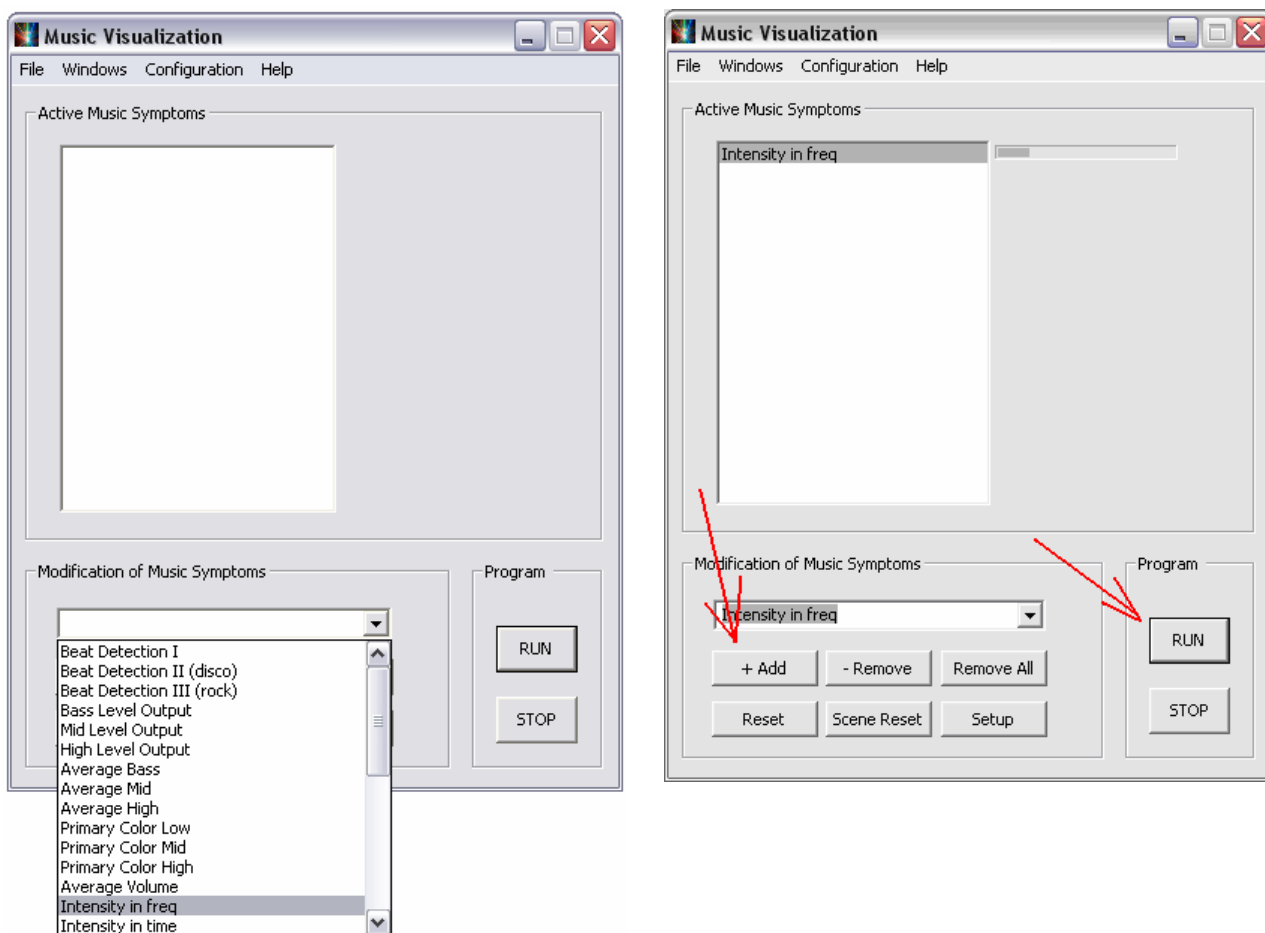 Music Visualization
File Windows Configuration Help
Active Music Symptoms
Modification of Music Symptoms
Program
RUN
STOP
Beat Detection I
Beat Detection II (disco)
Beat Detection III (rock)
Bass Level Output
Mid Level Output
High Level Output
Average Bass
Average Mid
Average High
Primary Color Low
Primary Color Mid
Primary Color High
Average Volume
Intensity in freq
Intensity in time
Music Visualization
File Windows Configuration Help
Active Music Symptoms
Intensity in freq
Modification of Music Symptoms
Program
Intensity in freq
RUN
+ Add - Remove Remove All
Reset Scene Reset Setup
STOP